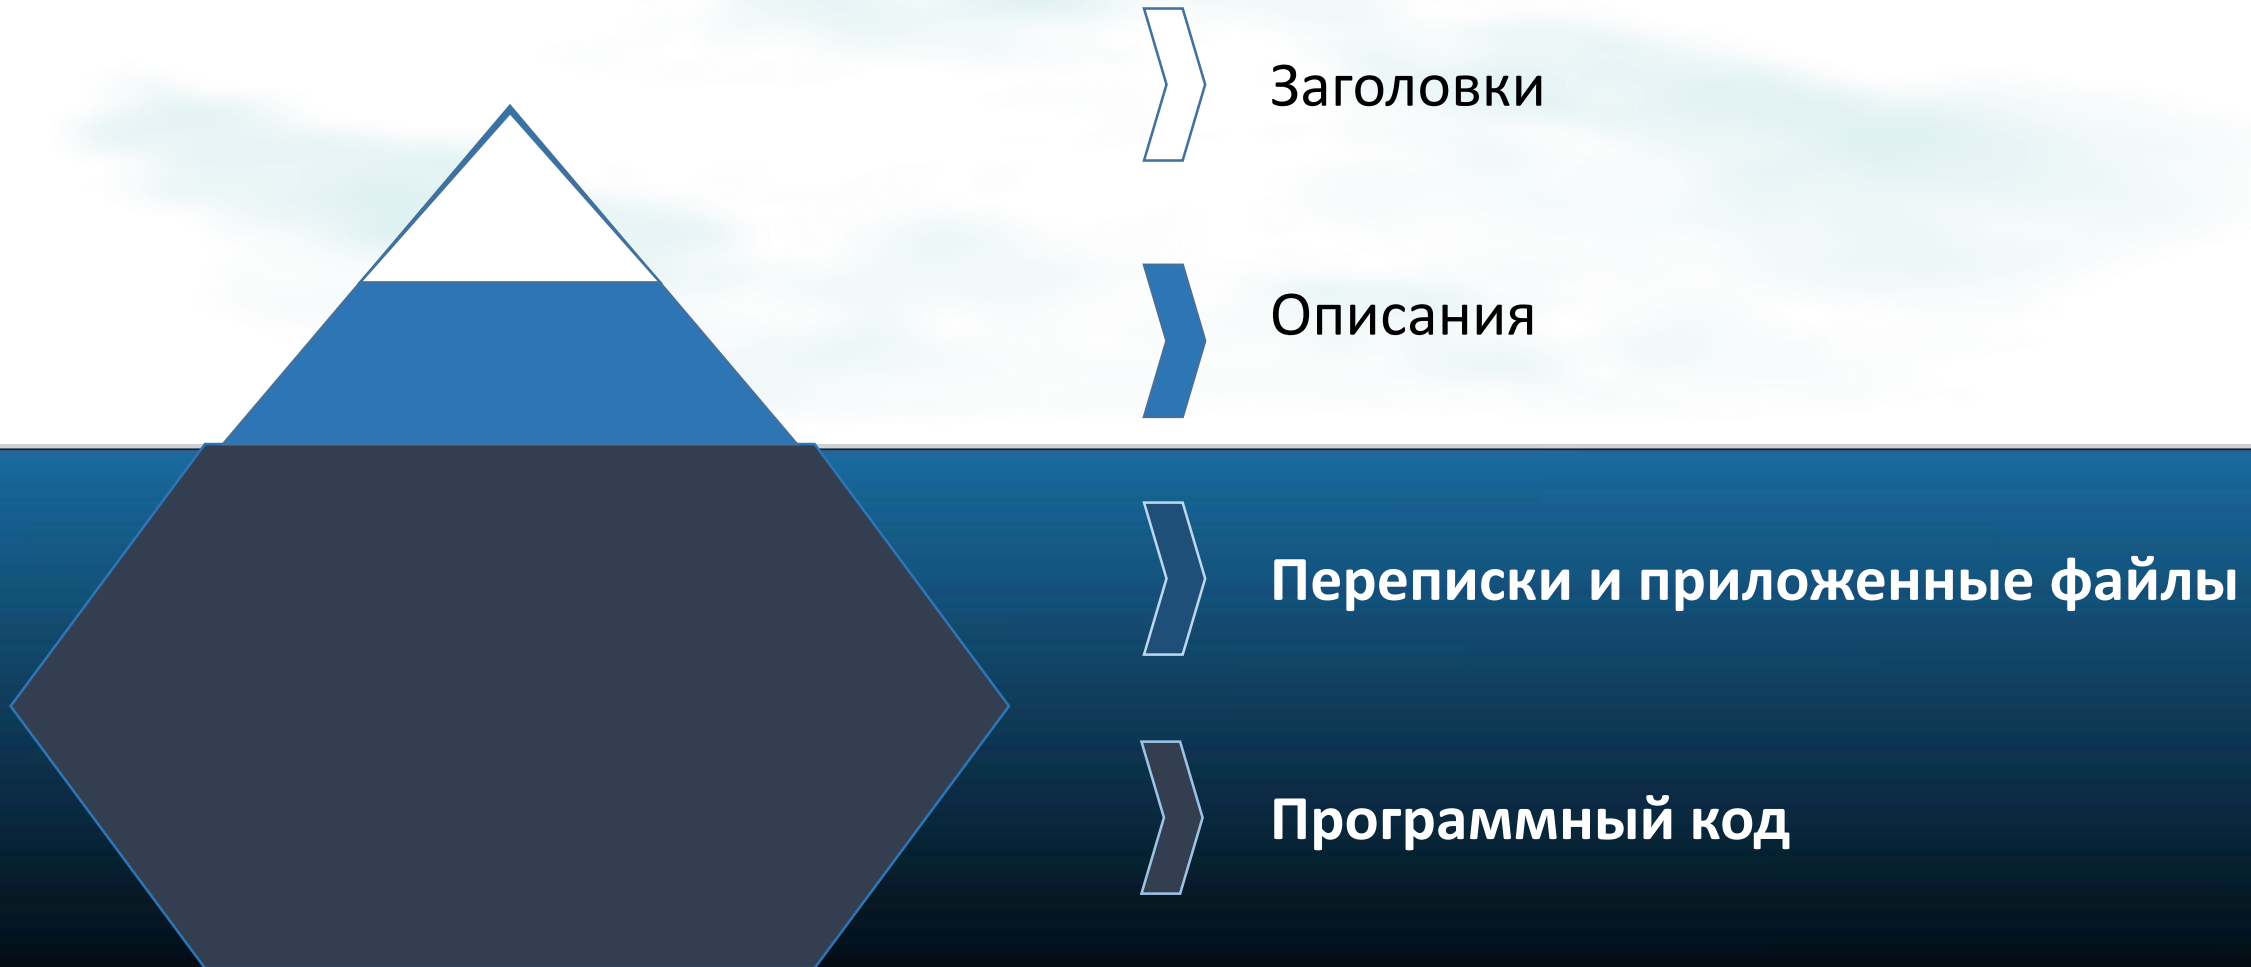 Заголовки
Описания
Переписки и приложенные файлы
Программный код